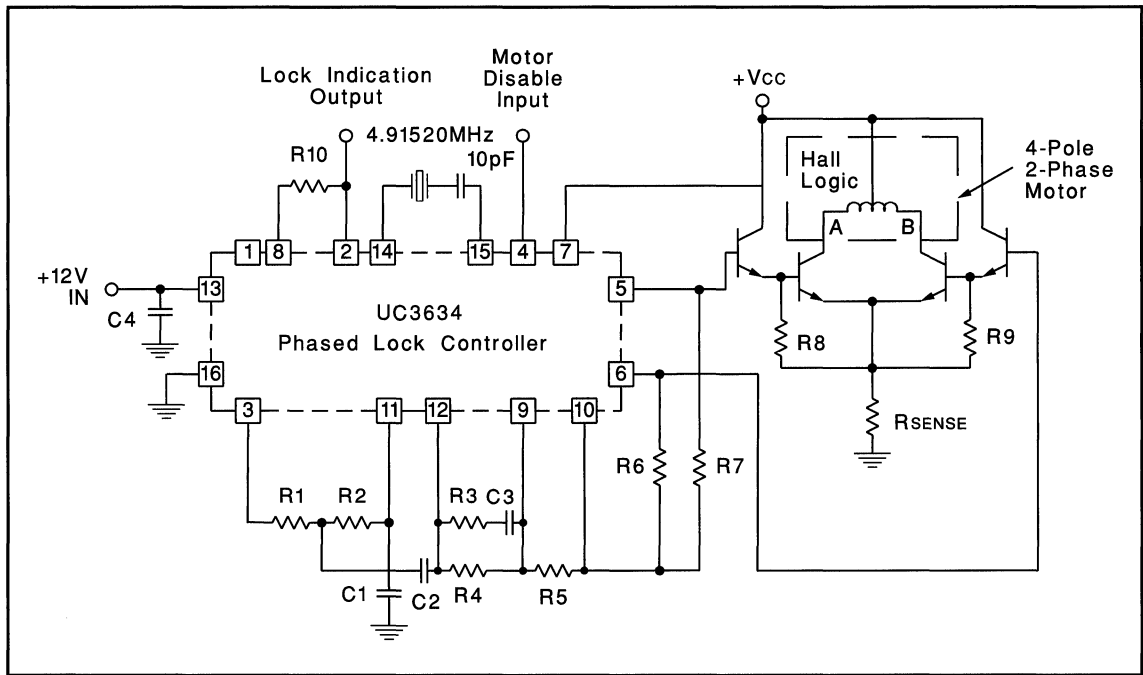 Lock Indication
Output
Motor
Disable
Input
+Vcc
4.91520MHz
10pF
R10
Hall
Logic
4-Pole
2-Phase
Motor
A
B
1
8
2
14
15
4
7
+12V
IN
13
C4
5
UC3634
Phased Lock Controller
R8
R9
16
6
3
11
12
9
10
RSENSE
R6
R7
R1
R2
R3
C3
C1
C2
R4
R5